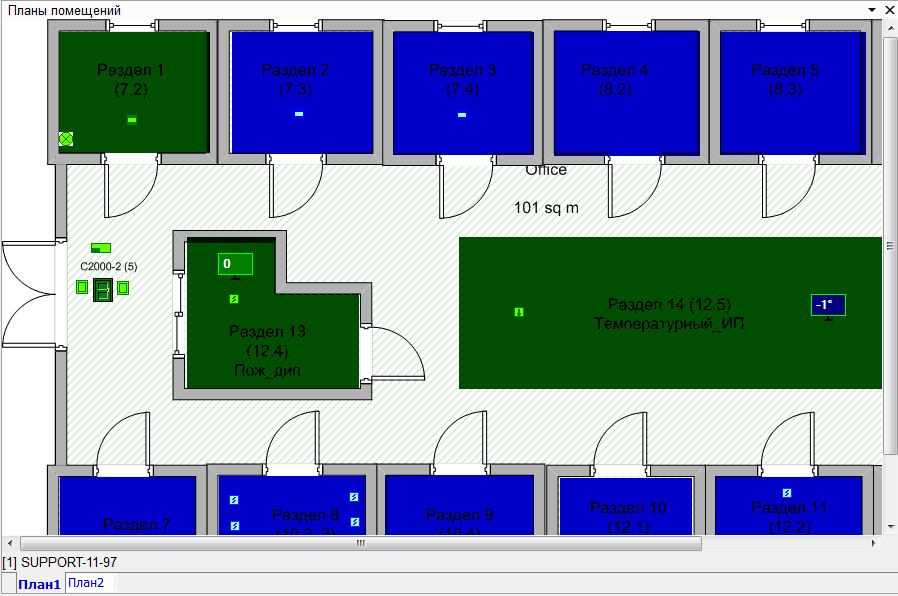 Планы помещений
Раздел 1
(7.2)
Раздел 2
(7.3)
Раздел 3
(7.4)
Раздел 4
(8.2)
Раздел 5
(8.3)
Office
101 sq m
С2000-2 (5)
0
Раздел 13
(12.4)
Пож_дип
Раздел 14 (12.5)
Температурный_ИП
-1°
Раздел 7
Раздел 8
Раздел 9
(10.4)
Раздел 10
(12.1)
Раздел 11
(12.2)
[1] SUPPORT-11-97
План1
План2